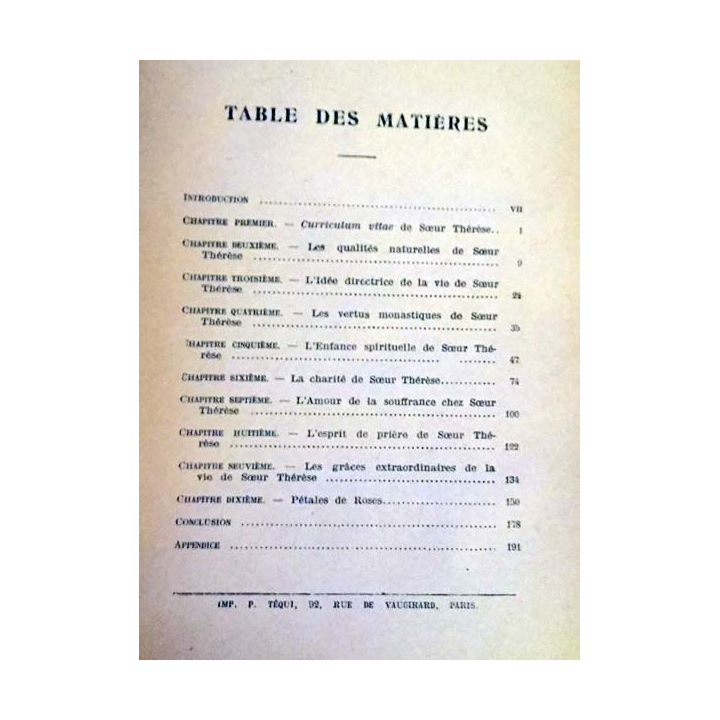 TABLE DES MATIÈRES
INTRODUCTION .......... VII
CHAPITRE PREMIER. — Curriculum vitae de Sœur Thérèse.. 1
CHAPITRE DEUXIÈME. — Les qualités naturelles de Sœur
Thérèse .......... 9
CHAPITRE TROISIÈME. — L'Idée directrice de la vie de Sœur
Thérèse .......... 24
CHAPITRE QUATRIÈME. — Les vertus monastiques de Sœur
Thérèse .......... 35
CHAPITRE CINQUIÈME. — L'Enfance spirituelle de Sœur Thé-
rèse .......... 47
CHAPITRE SIXIÈME. — La charité de Sœur Thérèse.......... 74
CHAPITRE SEPTIÈME. — L'Amour de la souffrance chez Sœur
Thérèse .......... 100
CHAPITRE HUITIÈME. — L'esprit de prière de Sœur Thé-
rèse .......... 122
CHAPITRE NEUVIÈME. — Les grâces extraordinaires de la
vie de Sœur Thérèse .......... 134
CHAPITRE DIXIÈME. — Pétales de Roses.......... 150
CONCLUSION .......... 178
APPENDICE .......... 191
IMP. P. TÉQUI, 92, RUE DE VAUGIRARD, PARIS.